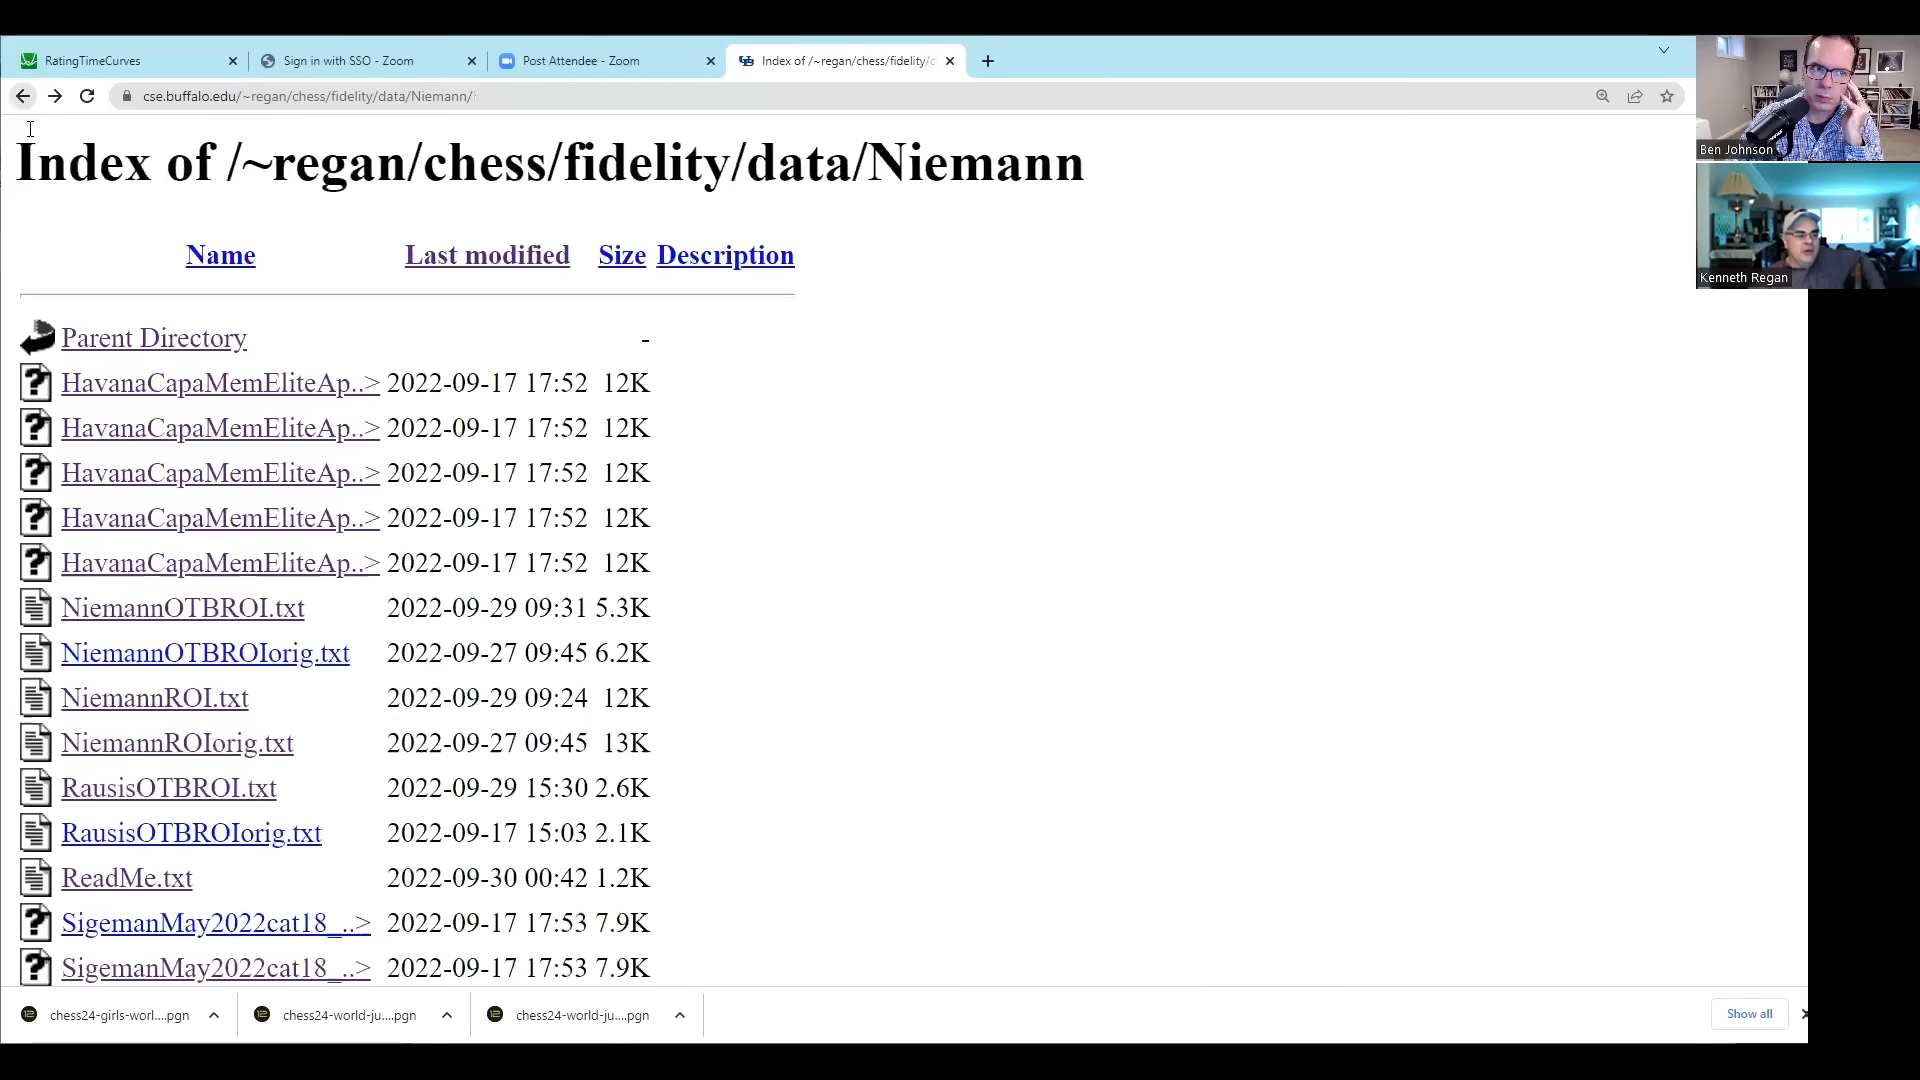 RatingTimeCurves
Sign in with SSO - Zoom
Post Attendee - Zoom
Index of /~regan/chess/fidelity/
cse.buffalo.edu/~regan/chess/fidelity/data/Niemann/
Ben Johnson
Kenneth Regan
Index of /~regan/chess/fidelity/data/Niemann
Name Last modified Size Description
Parent Directory -
HavanaCapaMemEliteAp..> 2022-09-17 17:52 12K
HavanaCapaMemEliteAp..> 2022-09-17 17:52 12K
HavanaCapaMemEliteAp..> 2022-09-17 17:52 12K
HavanaCapaMemEliteAp..> 2022-09-17 17:52 12K
HavanaCapaMemEliteAp..> 2022-09-17 17:52 12K
NiemannOTBROI.txt 2022-09-29 09:31 5.3K
NiemannOTBROIorig.txt 2022-09-27 09:45 6.2K
NiemannROI.txt 2022-09-29 09:24 12K
NiemannROIorig.txt 2022-09-27 09:45 13K
RausisOTBROI.txt 2022-09-29 15:30 2.6K
RausisOTBROIorig.txt 2022-09-17 15:03 2.1K
ReadMe.txt 2022-09-30 00:42 1.2K
SigemanMay2022cat18_..> 2022-09-17 17:53 7.9K
SigemanMay2022cat18_..> 2022-09-17 17:53 7.9K
chess24-girls-worl....pgn
chess24-world-ju....pgn
chess24-world-ju....pgn
Show all